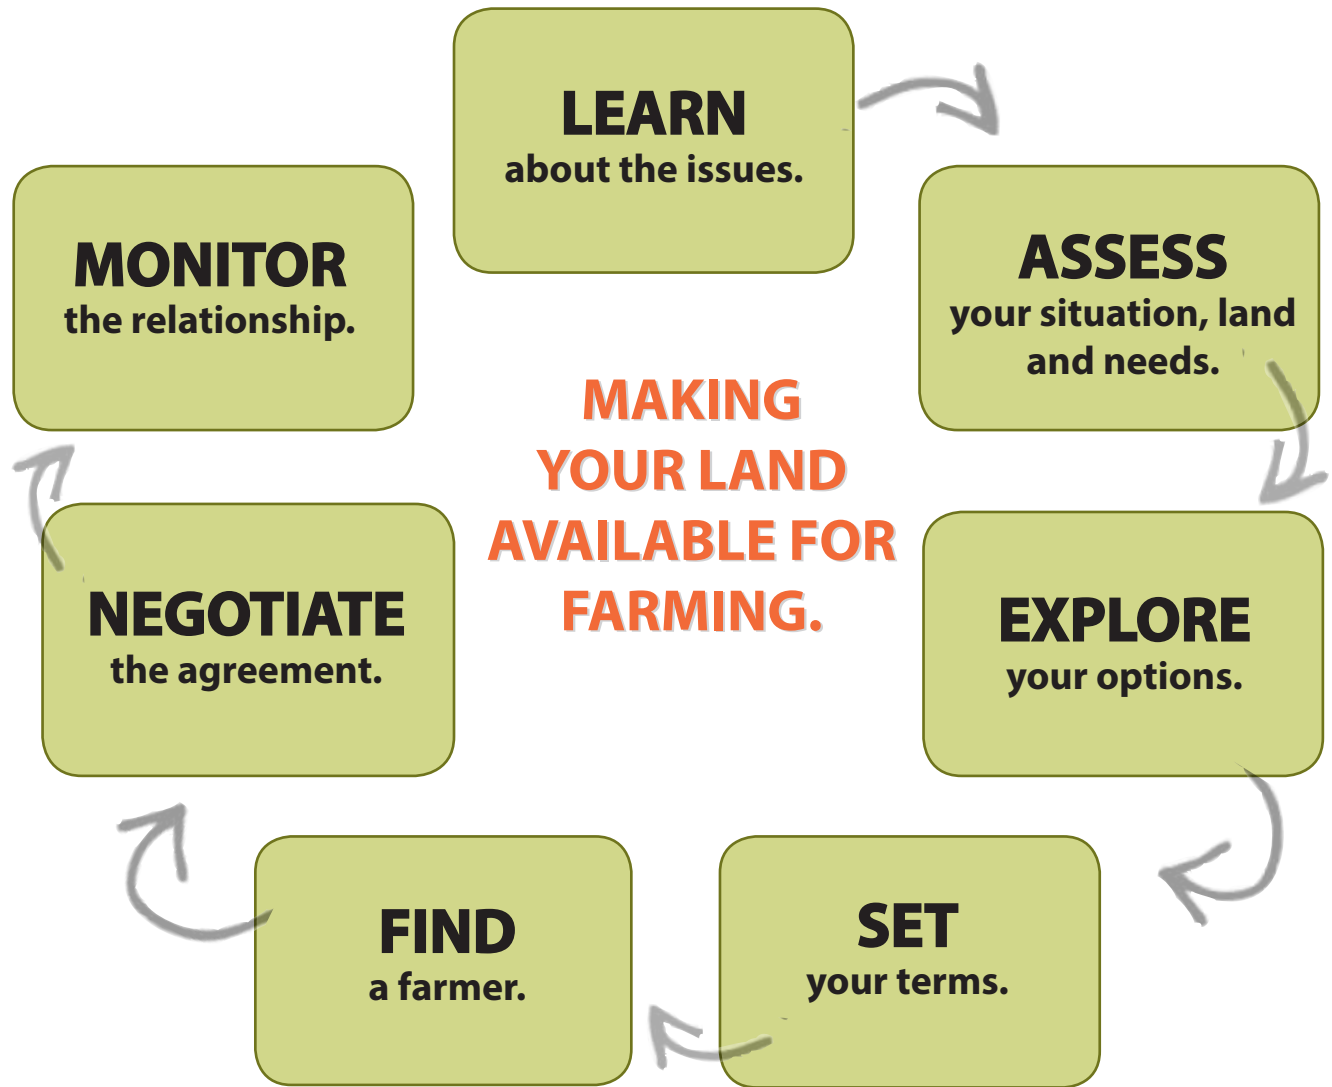 LEARN
about the issues.
ASSESS
your situation, land
and needs.
EXPLORE
your options.
SET
your terms.
FIND
a farmer.
NEGOTIATE
the agreement.
MONITOR
the relationship.
MAKING
YOUR LAND
AVAILABLE FOR
FARMING.